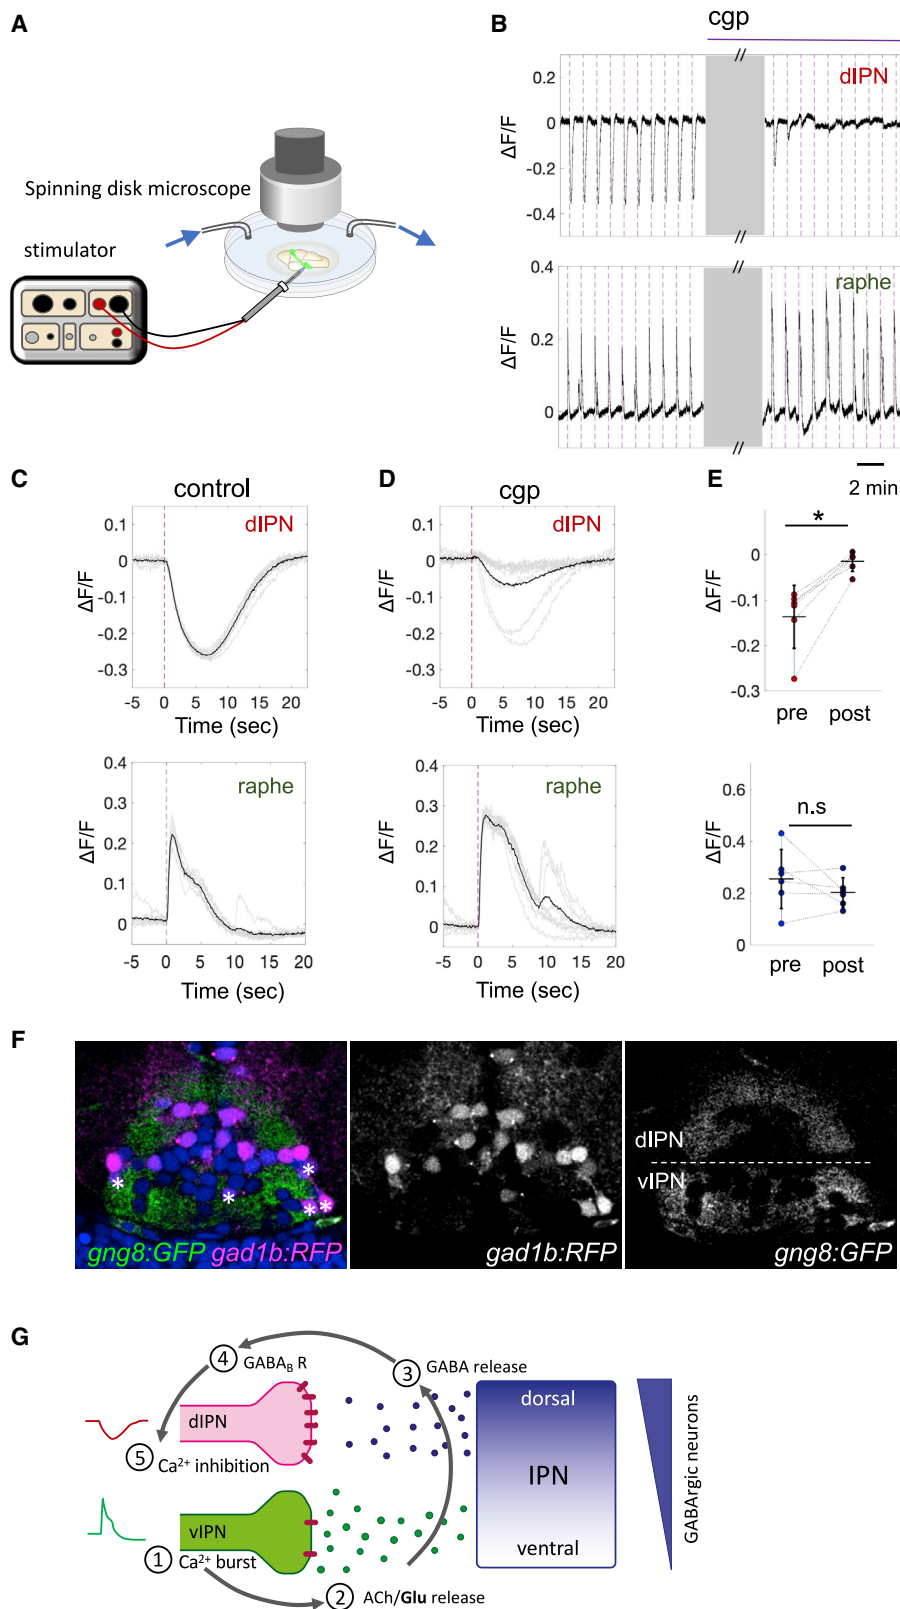 A
Spinning disk microscope
stimulator
B
cgp
//
dIPN
0.2
0
-0.2
-0.4
ΔF/F
//
//
raphe
0.4
0.2
0
ΔF/F
//
2 min
C
control
dIPN
0.1
0
-0.1
-0.2
-0.3
ΔF/F
-5 0 5 10 15 20
Time (sec)
raphe
0.4
0.3
0.2
0.1
0
ΔF/F
-5 0 5 10 15 20
Time (sec)
D
cgp
dIPN
0.1
0
-0.1
-0.2
-0.3
ΔF/F
-5 0 5 10 15 20
Time (sec)
raphe
0.4
0.3
0.2
0.1
0
ΔF/F
-5 0 5 10 15 20
Time (sec)
E
*
0
-0.1
-0.2
-0.3
ΔF/F
pre post
n.s
0.6
0.4
0.2
0
ΔF/F
pre post
F
*
*
*
* *
gng8:GFP gad1b:RFP
gad1b:RFP
dIPN
vIPN
gng8:GFP
G
4 GABAB R
3 GABA release
dIPN
5 Ca2+ inhibition
vIPN
1 Ca2+ burst
2 ACh/Glu release
dorsal
IPN
ventral
GABArgic neurons